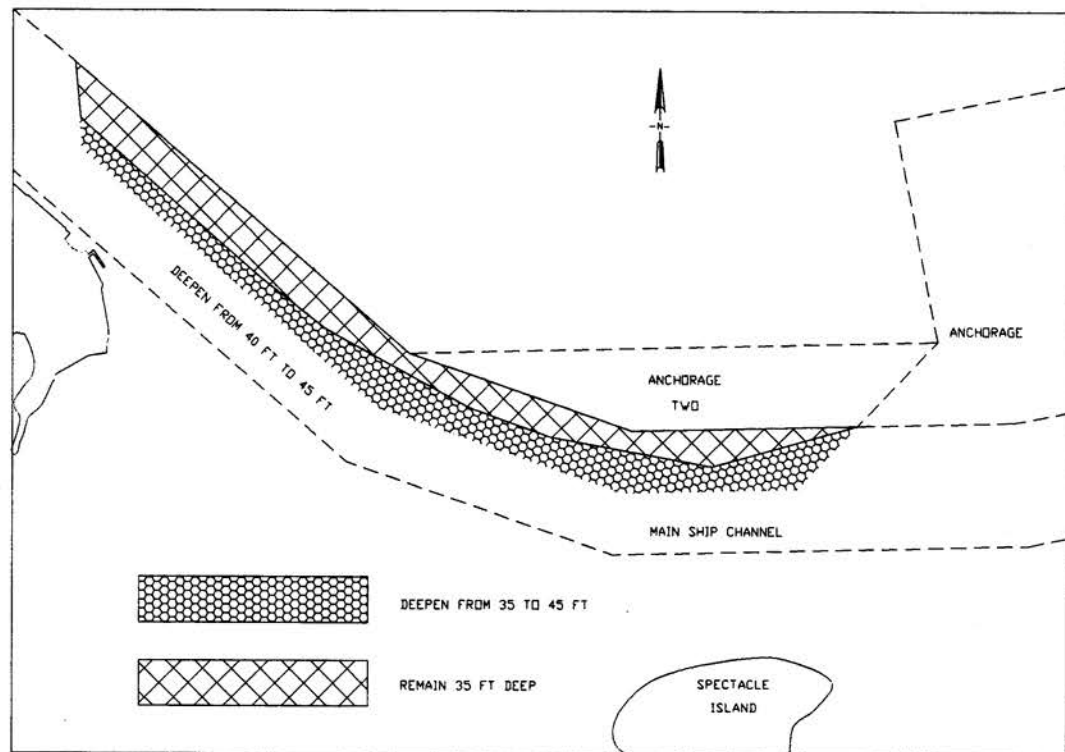 -N-
DEEPEN FROM 40 FT TO 45 FT
ANCHORAGE
ANCHORAGE
TWO
MAIN SHIP CHANNEL
DEEPEN FROM 35 TO 45 FT
REMAIN 35 FT DEEP
SPECTACLE
ISLAND